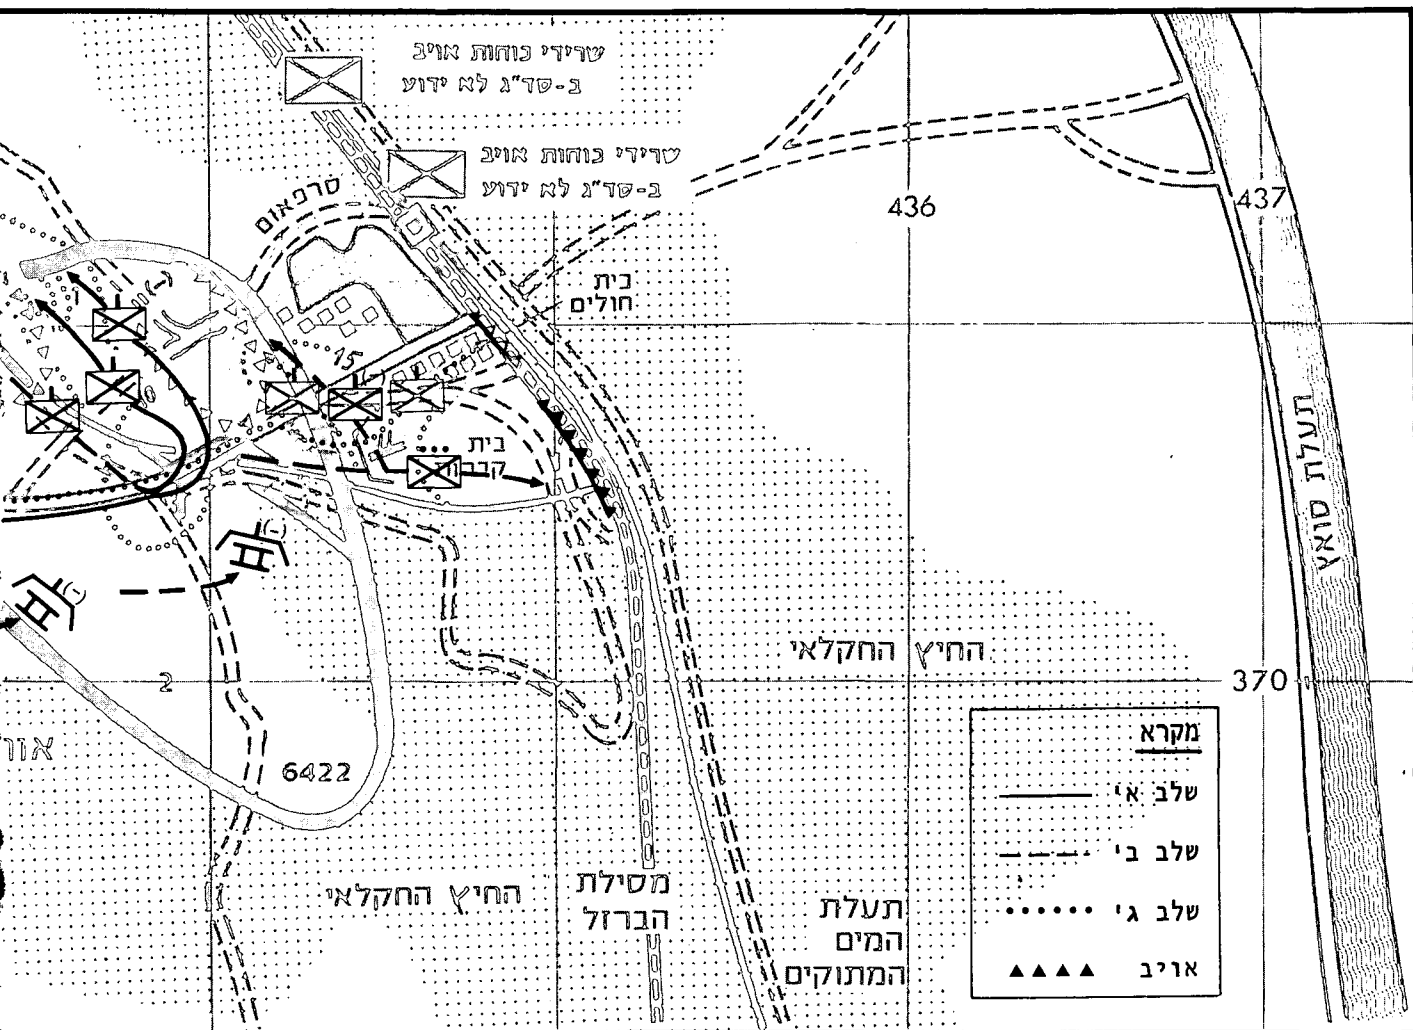 שרידי כוחות אויב
ב-סד"ג לא ידוע
שרידי כוחות אויב
ב-סד"ג לא ידוע
סרפאום
436
437
בית
חולים
15
תעלת סואץ
בית
קברות
(-)
(-)
(-)
החיץ החקלאי
370
2
6422
החיץ החקלאי
מסילת
הברזל
תעלת
המים
המתוקים
מקרא
שלב א'
שלב ב'
שלב ג'
אויב